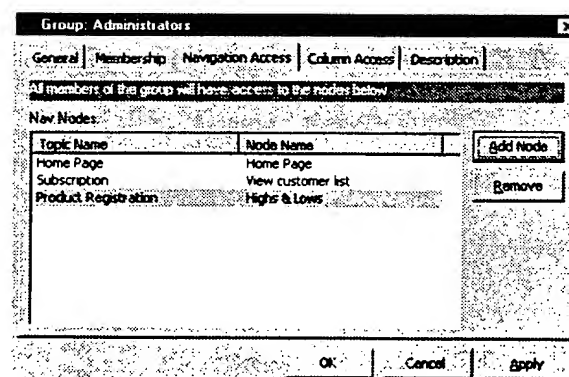 Group: Administrators
General Membership Navigation Access Column Access Description
All members of the group will have access to the nodes below
Nav Nodes:
Topic Name Node Name
Home Page Home Page
Subscription View customer list
Product Registration Highs & Lows
Add Node
Remove
OK Cancel Apply